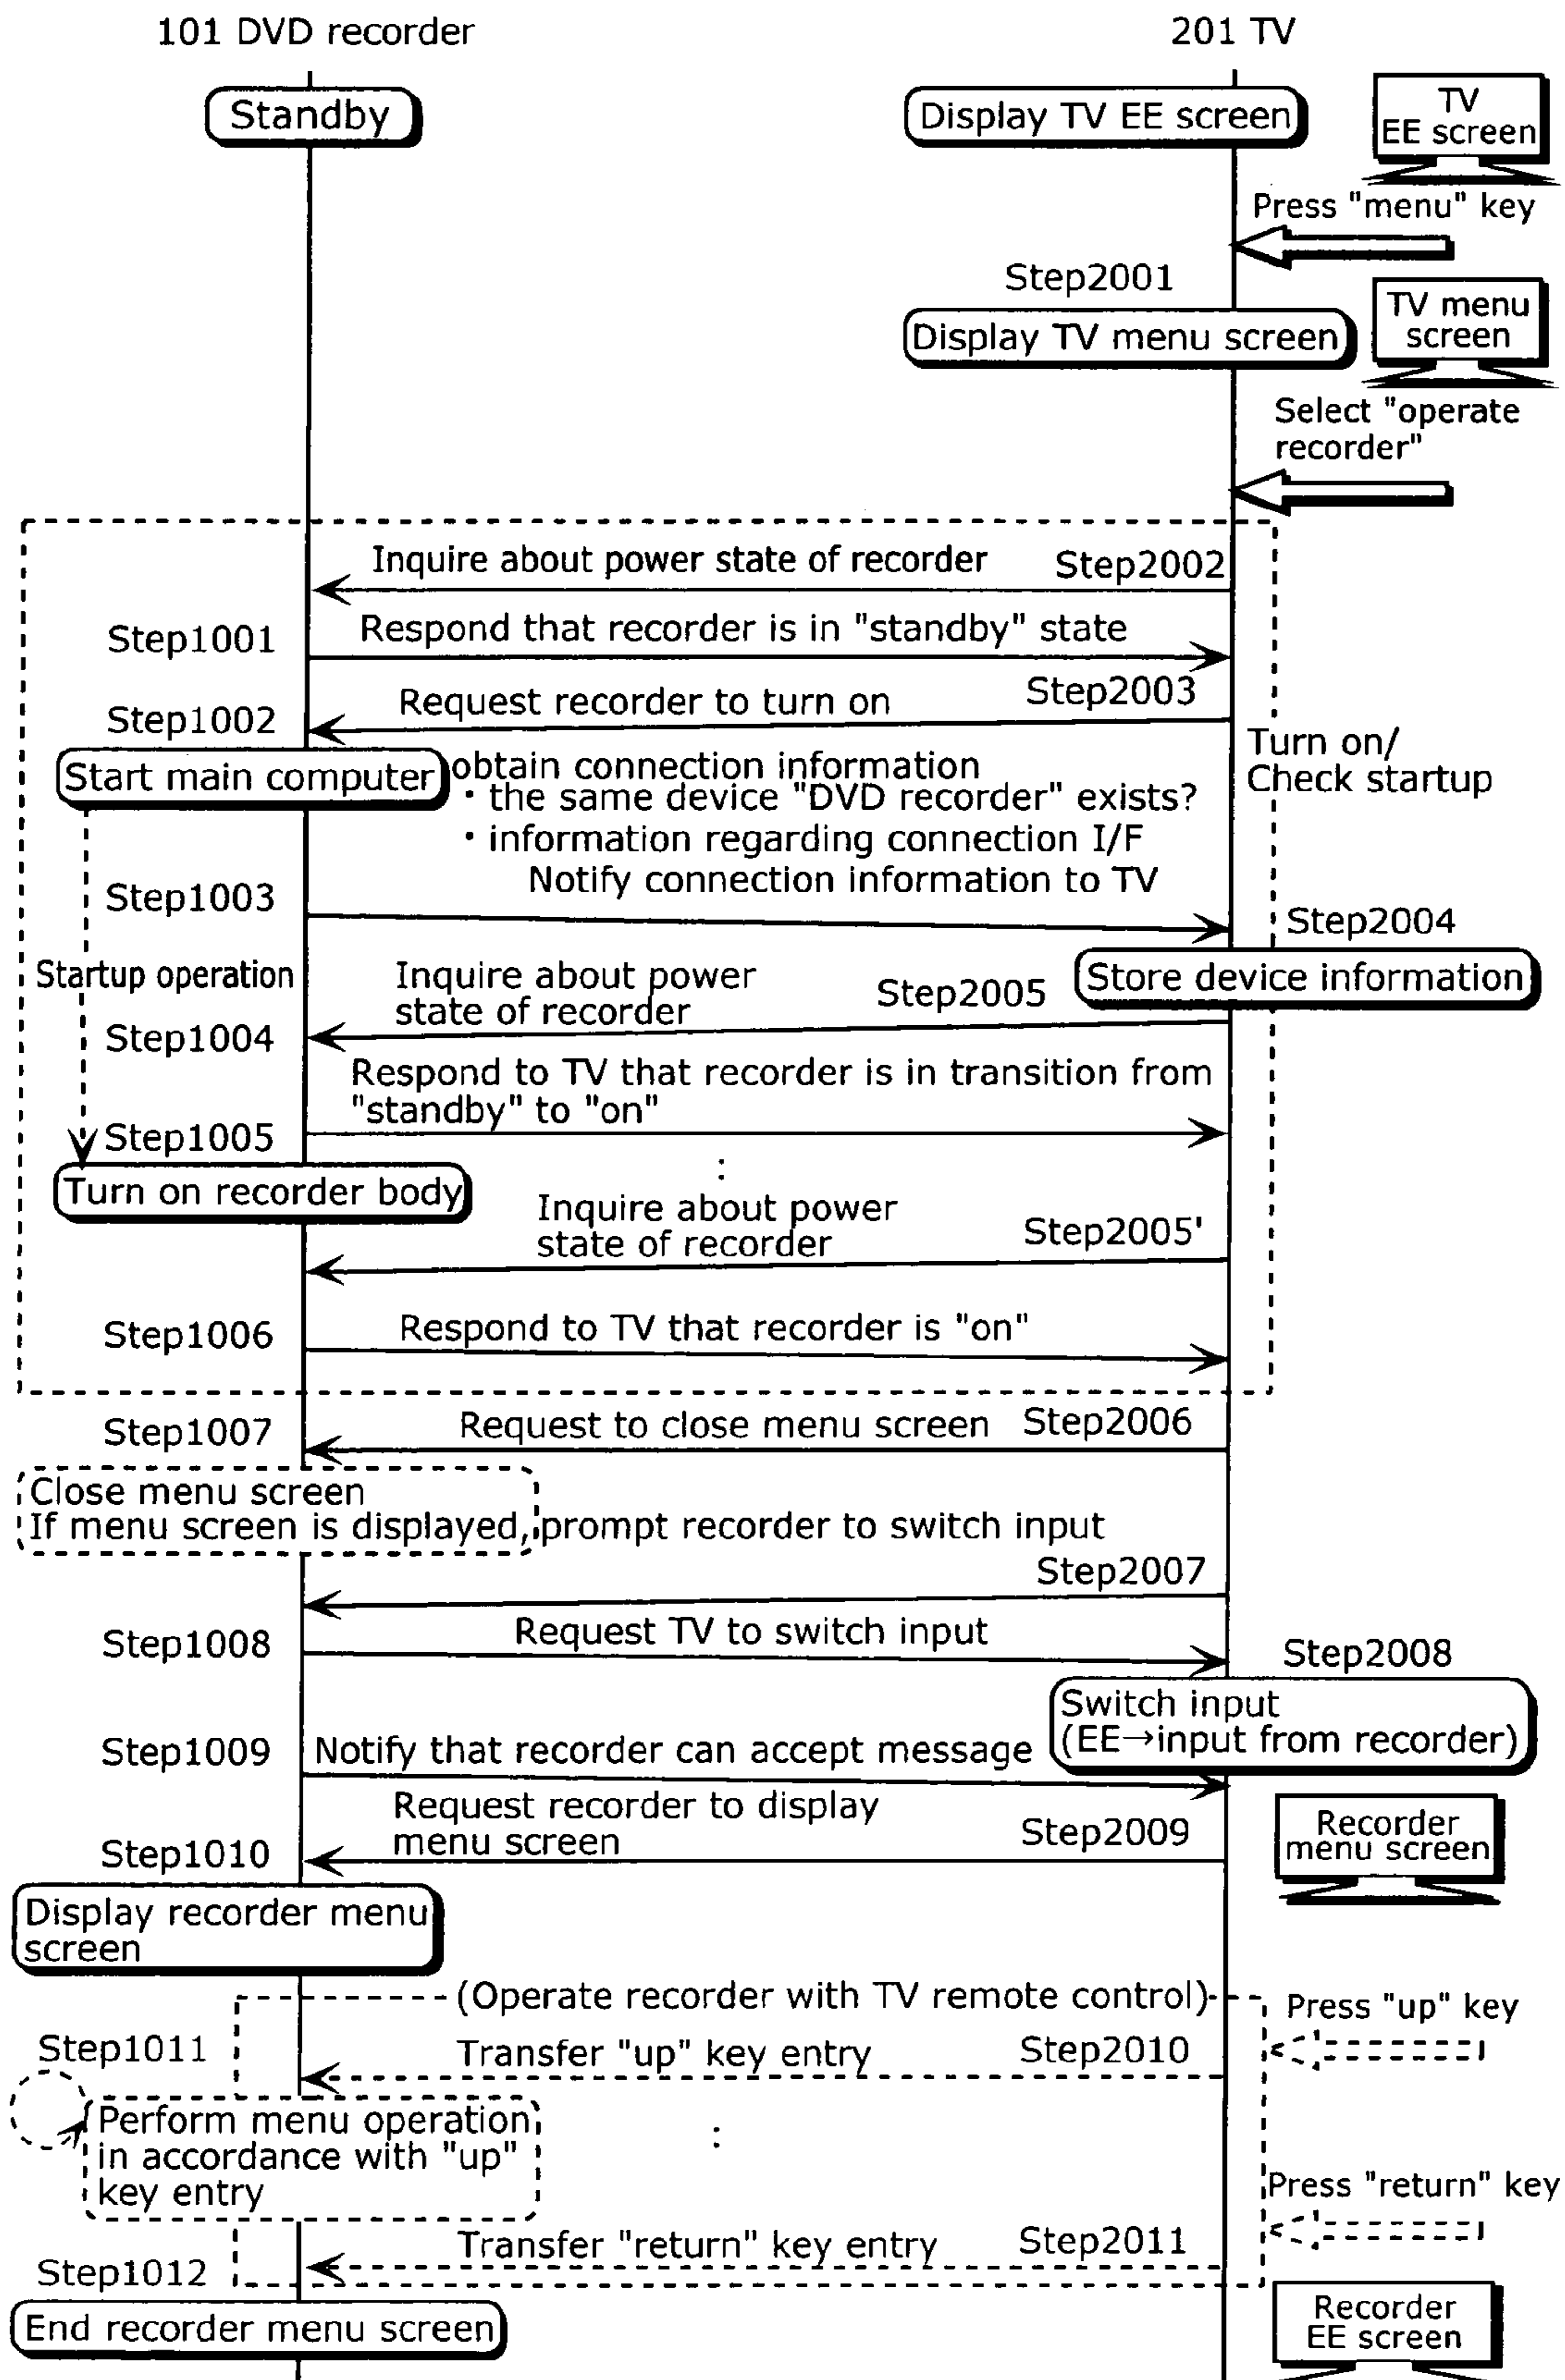 101 DVD recorder
201 TV
Standby
Display TV EE screen
TV
EE screen
Press "menu" key
Step2001
Display TV menu screen
TV menu
screen
Select "operate
recorder"
Inquire about power state of recorder
Step2002
Step1001
Respond that recorder is in "standby" state
Step1002
Request recorder to turn on
Step2003
Start main computer
obtain connection information
・the same device "DVD recorder" exists?
・information regarding connection I/F
Turn on/
Check startup
Notify connection information to TV
Step1003
Step2004
Store device information
Startup operation
Inquire about power
state of recorder
Step2005
Step1004
Respond to TV that recorder is in transition from
"standby" to "on"
Step1005
Turn on recorder body
:
Inquire about power
state of recorder
Step2005'
Step1006
Respond to TV that recorder is "on"
Step1007
Request to close menu screen
Step2006
Close menu screen
If menu screen is displayed, prompt recorder to switch input
Step2007
Step1008
Request TV to switch input
Step2008
Switch input
(EE→input from recorder)
Step1009
Notify that recorder can accept message
Request recorder to display
menu screen
Step2009
Step1010
Recorder
menu screen
Display recorder menu
screen
(Operate recorder with TV remote control)
Press "up" key
Step1011
Transfer "up" key entry
Step2010
Perform menu operation
in accordance with "up"
key entry
:
Press "return" key
Transfer "return" key entry
Step2011
Step1012
End recorder menu screen
Recorder
EE screen